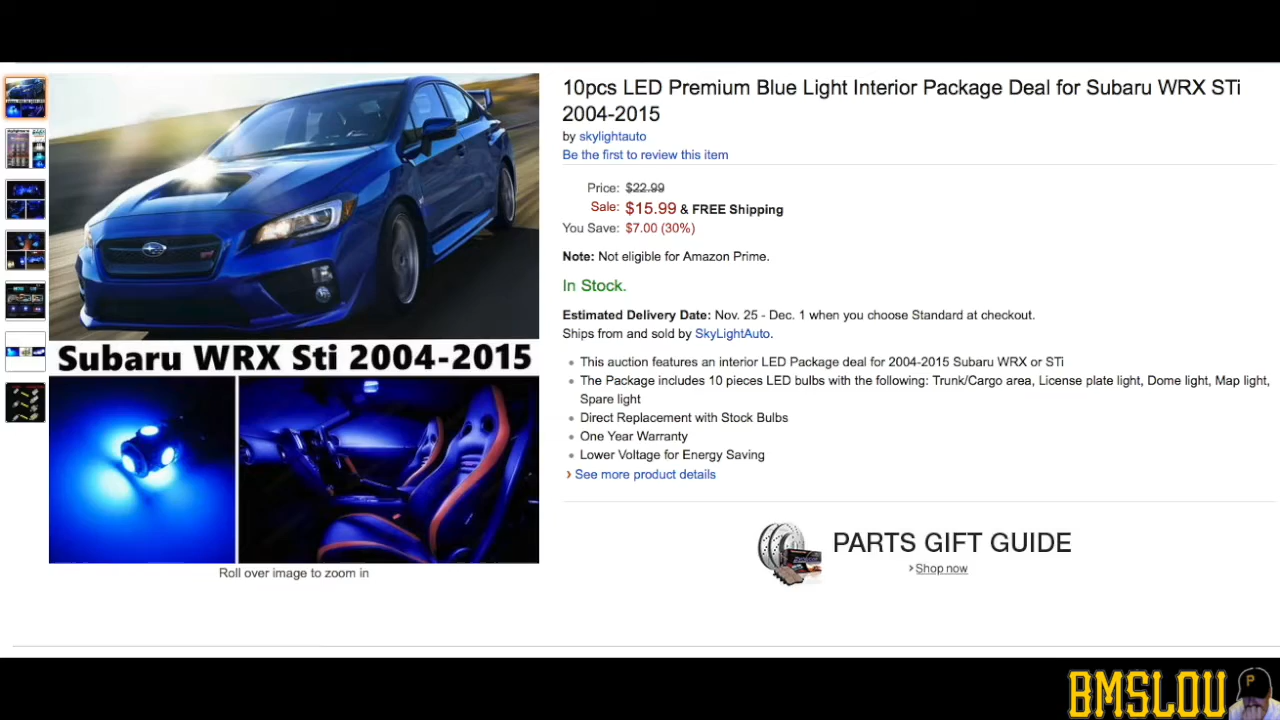 10pcs LED Premium Blue Light Interior Package Deal for Subaru WRX STi
2004-2015
by skylightauto
Be the first to review this item
Price: $22.99
Sale: $15.99 & FREE Shipping
You Save: $7.00 (30%)
Note: Not eligible for Amazon Prime.
In Stock.
Estimated Delivery Date: Nov. 25 - Dec. 1 when you choose Standard at checkout.
Ships from and sold by SkyLightAuto.
Subaru WRX Sti 2004-2015
• This auction features an interior LED Package deal for 2004-2015 Subaru WRX or STi
• The Package includes 10 pieces LED bulbs with the following: Trunk/Cargo area, License plate light, Dome light, Map light,
Spare light
• Direct Replacement with Stock Bulbs
• One Year Warranty
• Lower Voltage for Energy Saving
› See more product details
Roll over image to zoom in
PARTS GIFT GUIDE
› Shop now
BMSLOU
P